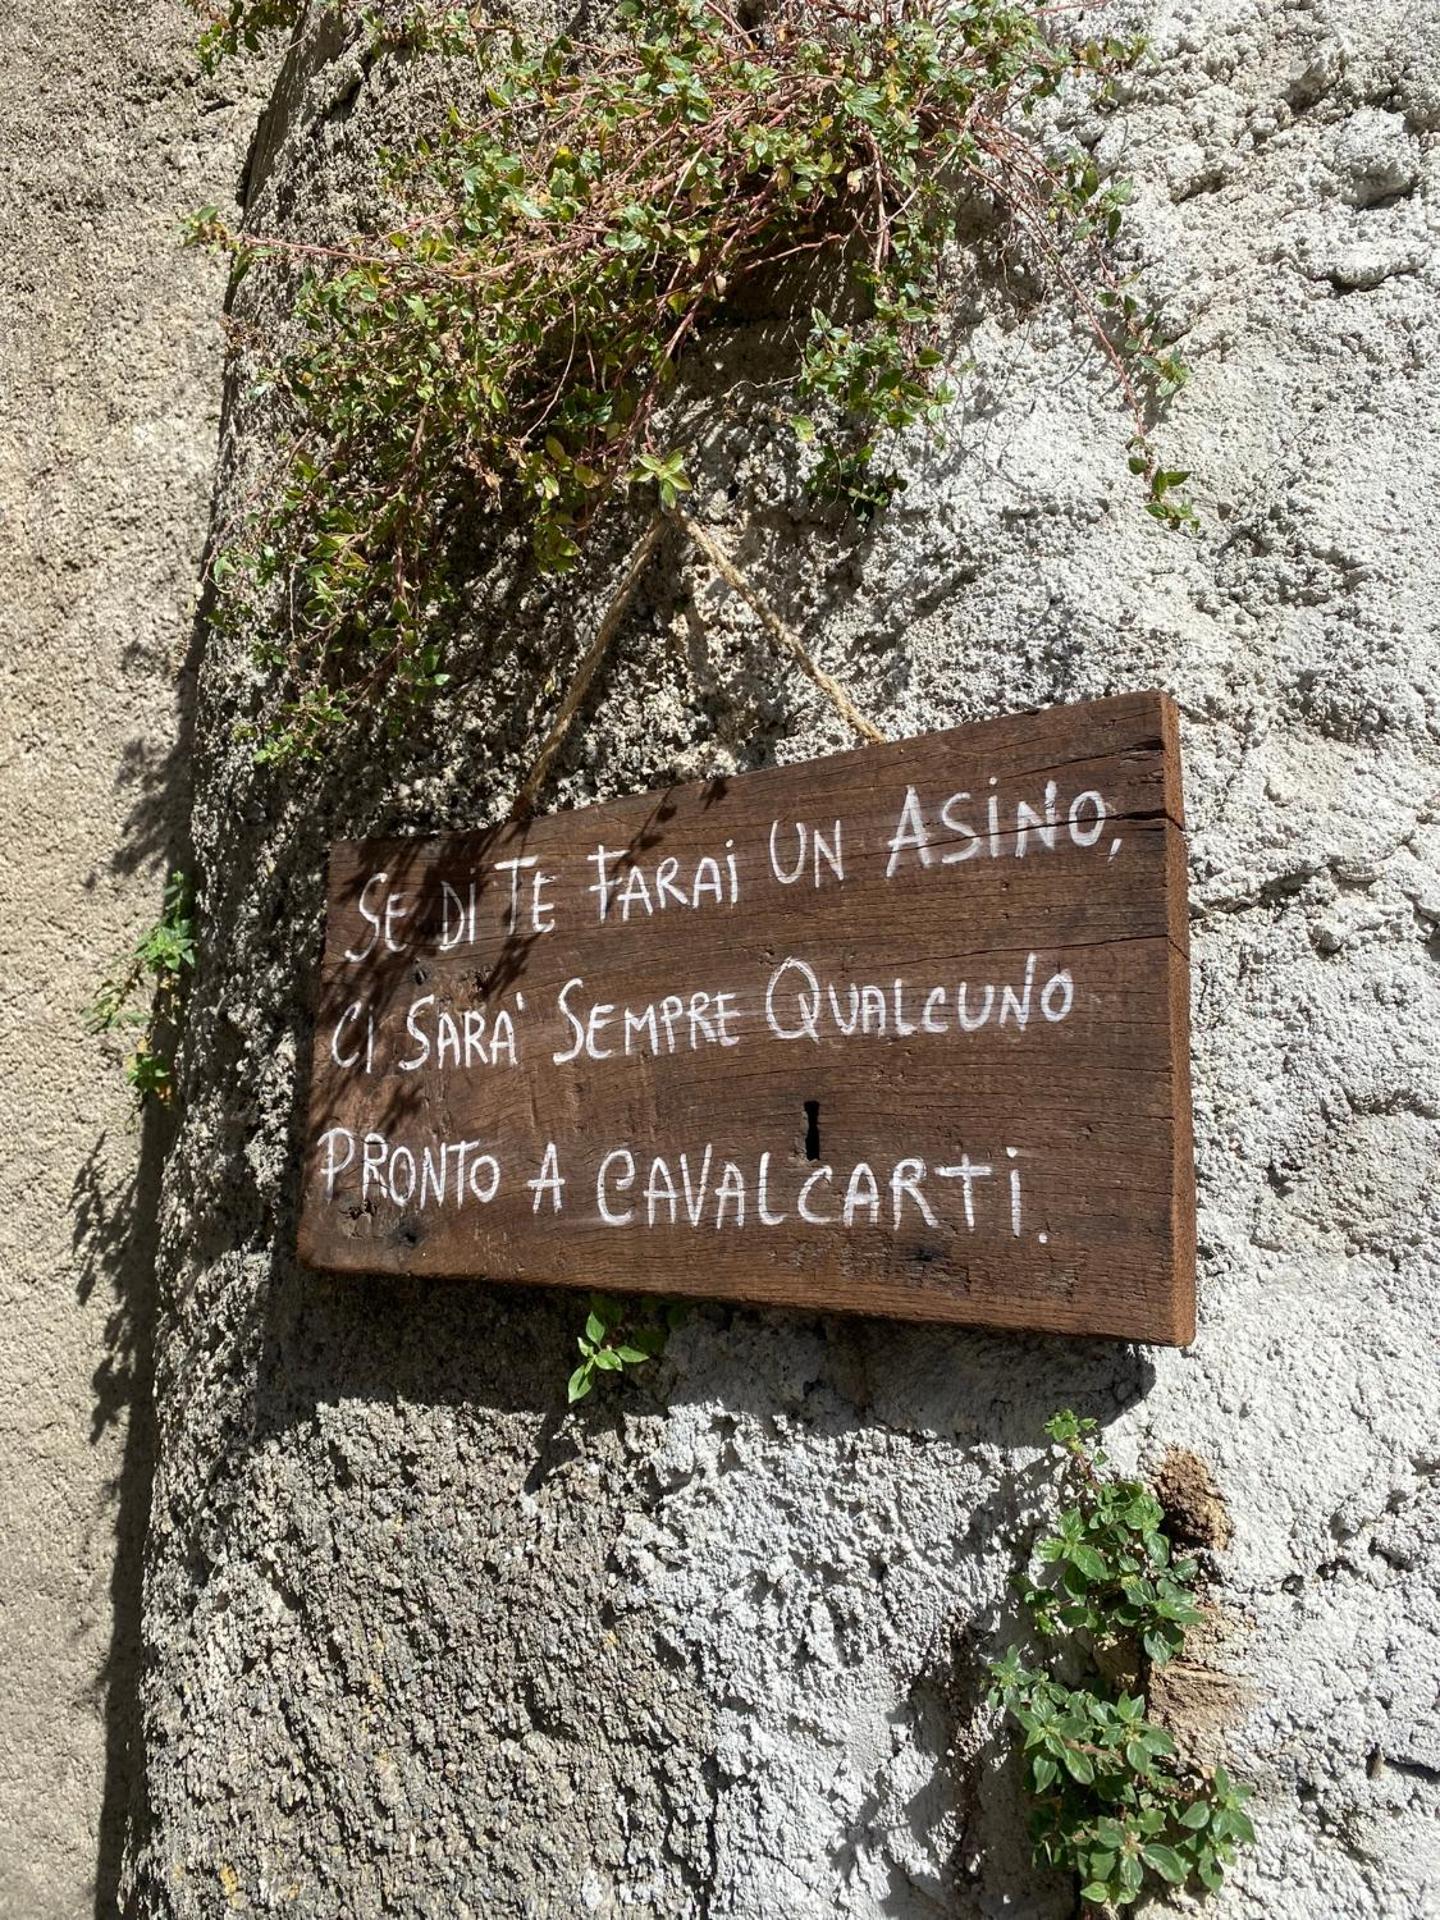 SE Di TE FARAi UN ASiNO,
Ci SARA' SEMPRE QUALCUNO
PRONTO A CAVALCARTi.